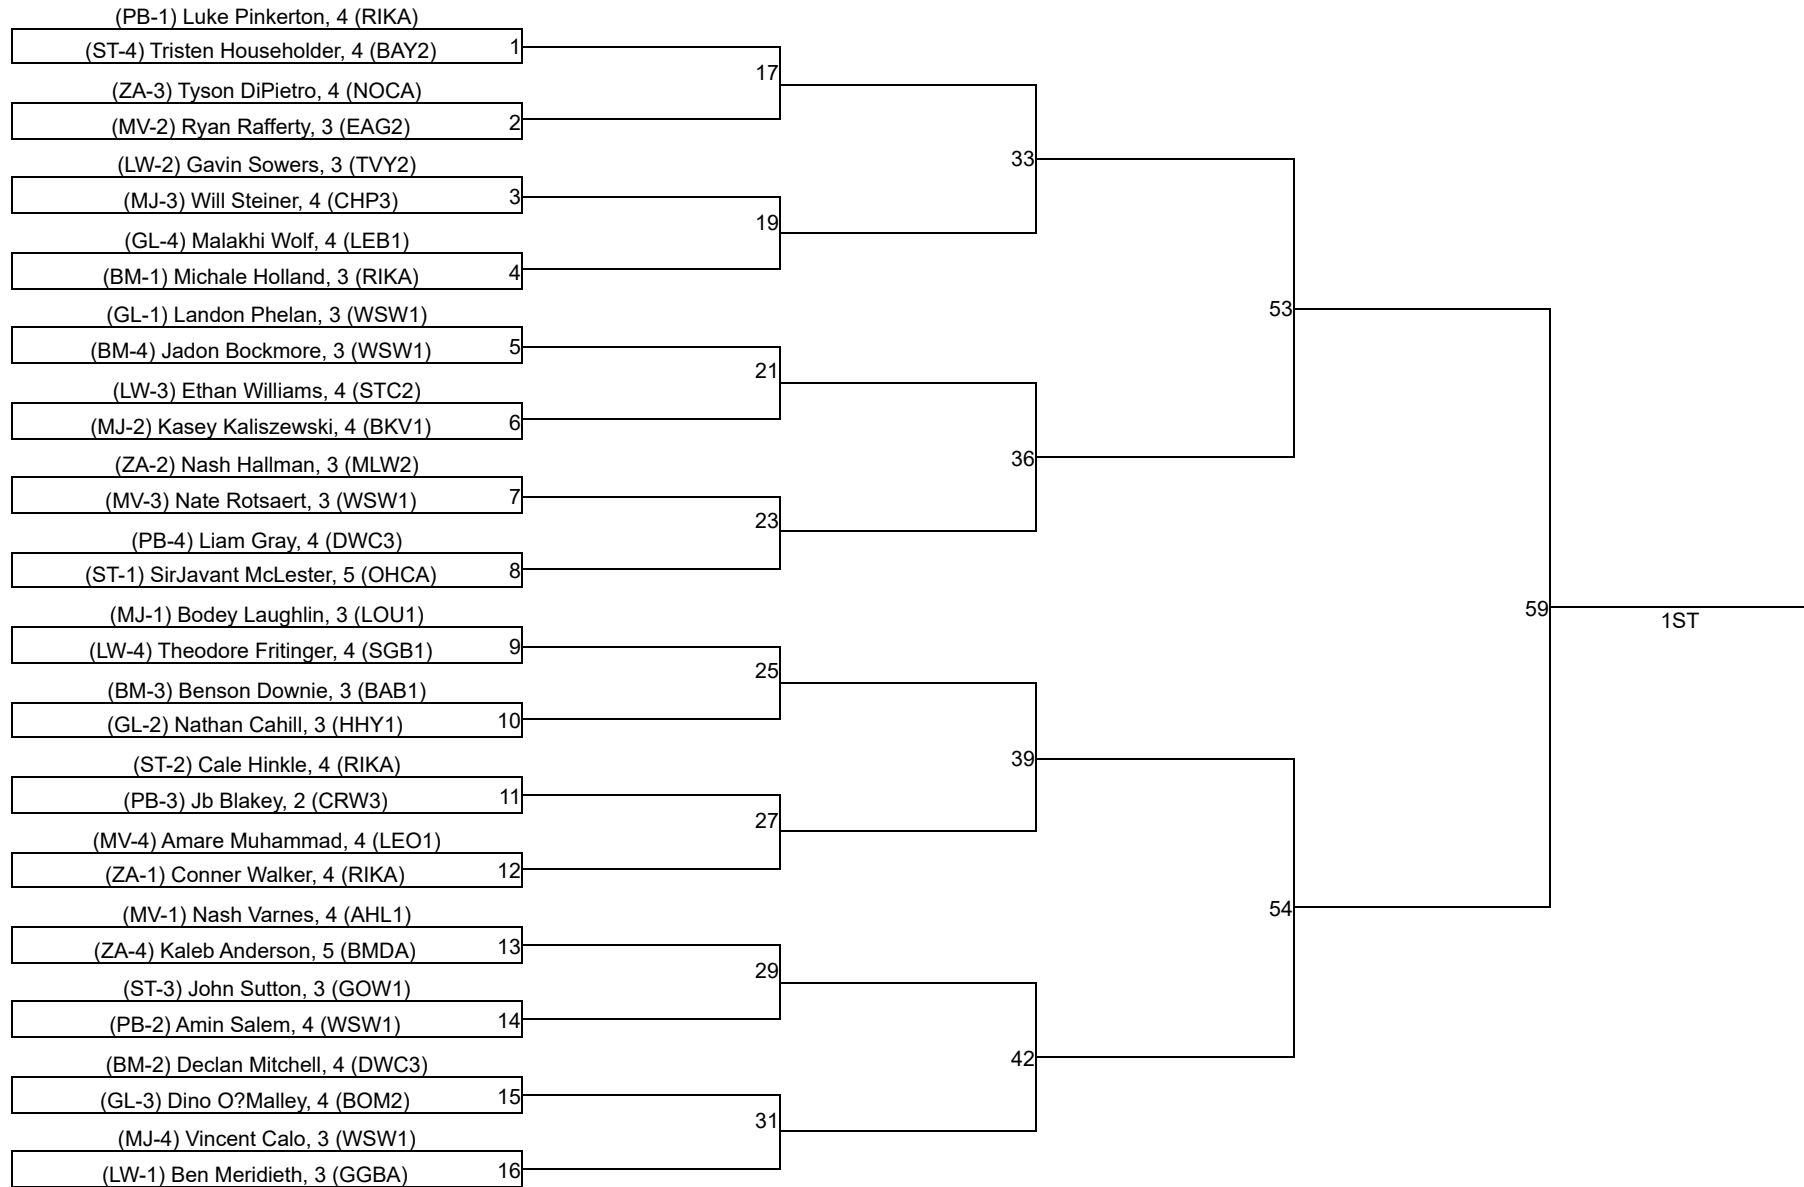 (PB-1) Luke Pinkerton, 4 (RIKA)
(ST-4) Tristen Householder, 4 (BAY2) 1
17
(ZA-3) Tyson DiPietro, 4 (NOCA)
(MV-2) Ryan Rafferty, 3 (EAG2) 2
33
(LW-2) Gavin Sowers, 3 (TVY2)
(MJ-3) Will Steiner, 4 (CHP3) 3
19
(GL-4) Malakhi Wolf, 4 (LEB1)
(BM-1) Michale Holland, 3 (RIKA) 4
53
(GL-1) Landon Phelan, 3 (WSW1)
(BM-4) Jadon Bockmore, 3 (WSW1) 5
21
(LW-3) Ethan Williams, 4 (STC2)
(MJ-2) Kasey Kaliszewski, 4 (BKV1) 6
36
(ZA-2) Nash Hallman, 3 (MLW2)
(MV-3) Nate Rotsaert, 3 (WSW1) 7
23
(PB-4) Liam Gray, 4 (DWC3)
(ST-1) SirJavant McLester, 5 (OHCA) 8
59
1ST
(MJ-1) Bodey Laughlin, 3 (LOU1)
(LW-4) Theodore Fritinger, 4 (SGB1) 9
25
(BM-3) Benson Downie, 3 (BAB1)
(GL-2) Nathan Cahill, 3 (HHY1) 10
39
(ST-2) Cale Hinkle, 4 (RIKA)
(PB-3) Jb Blakey, 2 (CRW3) 11
27
(MV-4) Amare Muhammad, 4 (LEO1)
(ZA-1) Conner Walker, 4 (RIKA) 12
54
(MV-1) Nash Varnes, 4 (AHL1)
(ZA-4) Kaleb Anderson, 5 (BMDA) 13
29
(ST-3) John Sutton, 3 (GOW1)
(PB-2) Amin Salem, 4 (WSW1) 14
42
(BM-2) Declan Mitchell, 4 (DWC3)
(GL-3) Dino O?Malley, 4 (BOM2) 15
31
(MJ-4) Vincent Calo, 3 (WSW1)
(LW-1) Ben Meridieth, 3 (GGBA) 16